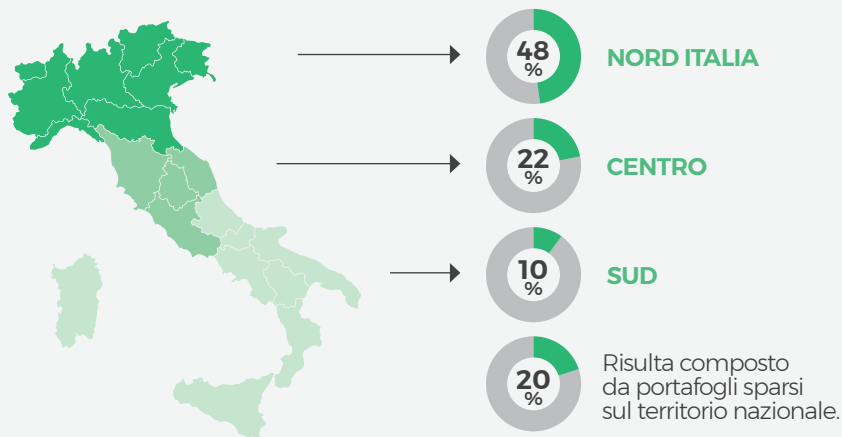 48
%
NORD ITALIA
22
%
CENTRO
10
%
SUD
20
%
Risulta composto
da portafogli sparsi
sul territorio nazionale.